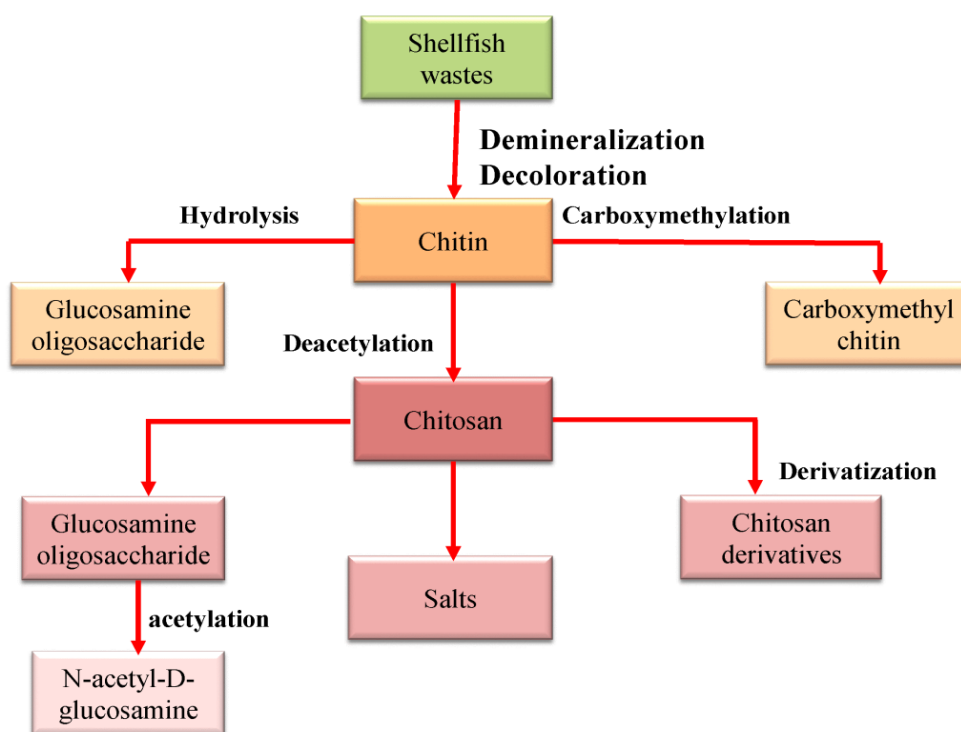 Shellfish
wastes
Demineralization
Decoloration
Hydrolysis
Carboxymethylation
Chitin
Glucosamine
oligosaccharide
Carboxymethyl
chitin
Deacetylation
Chitosan
Derivatization
Glucosamine
oligosaccharide
Chitosan
derivatives
Salts
acetylation
N-acetyl-D-
glucosamine